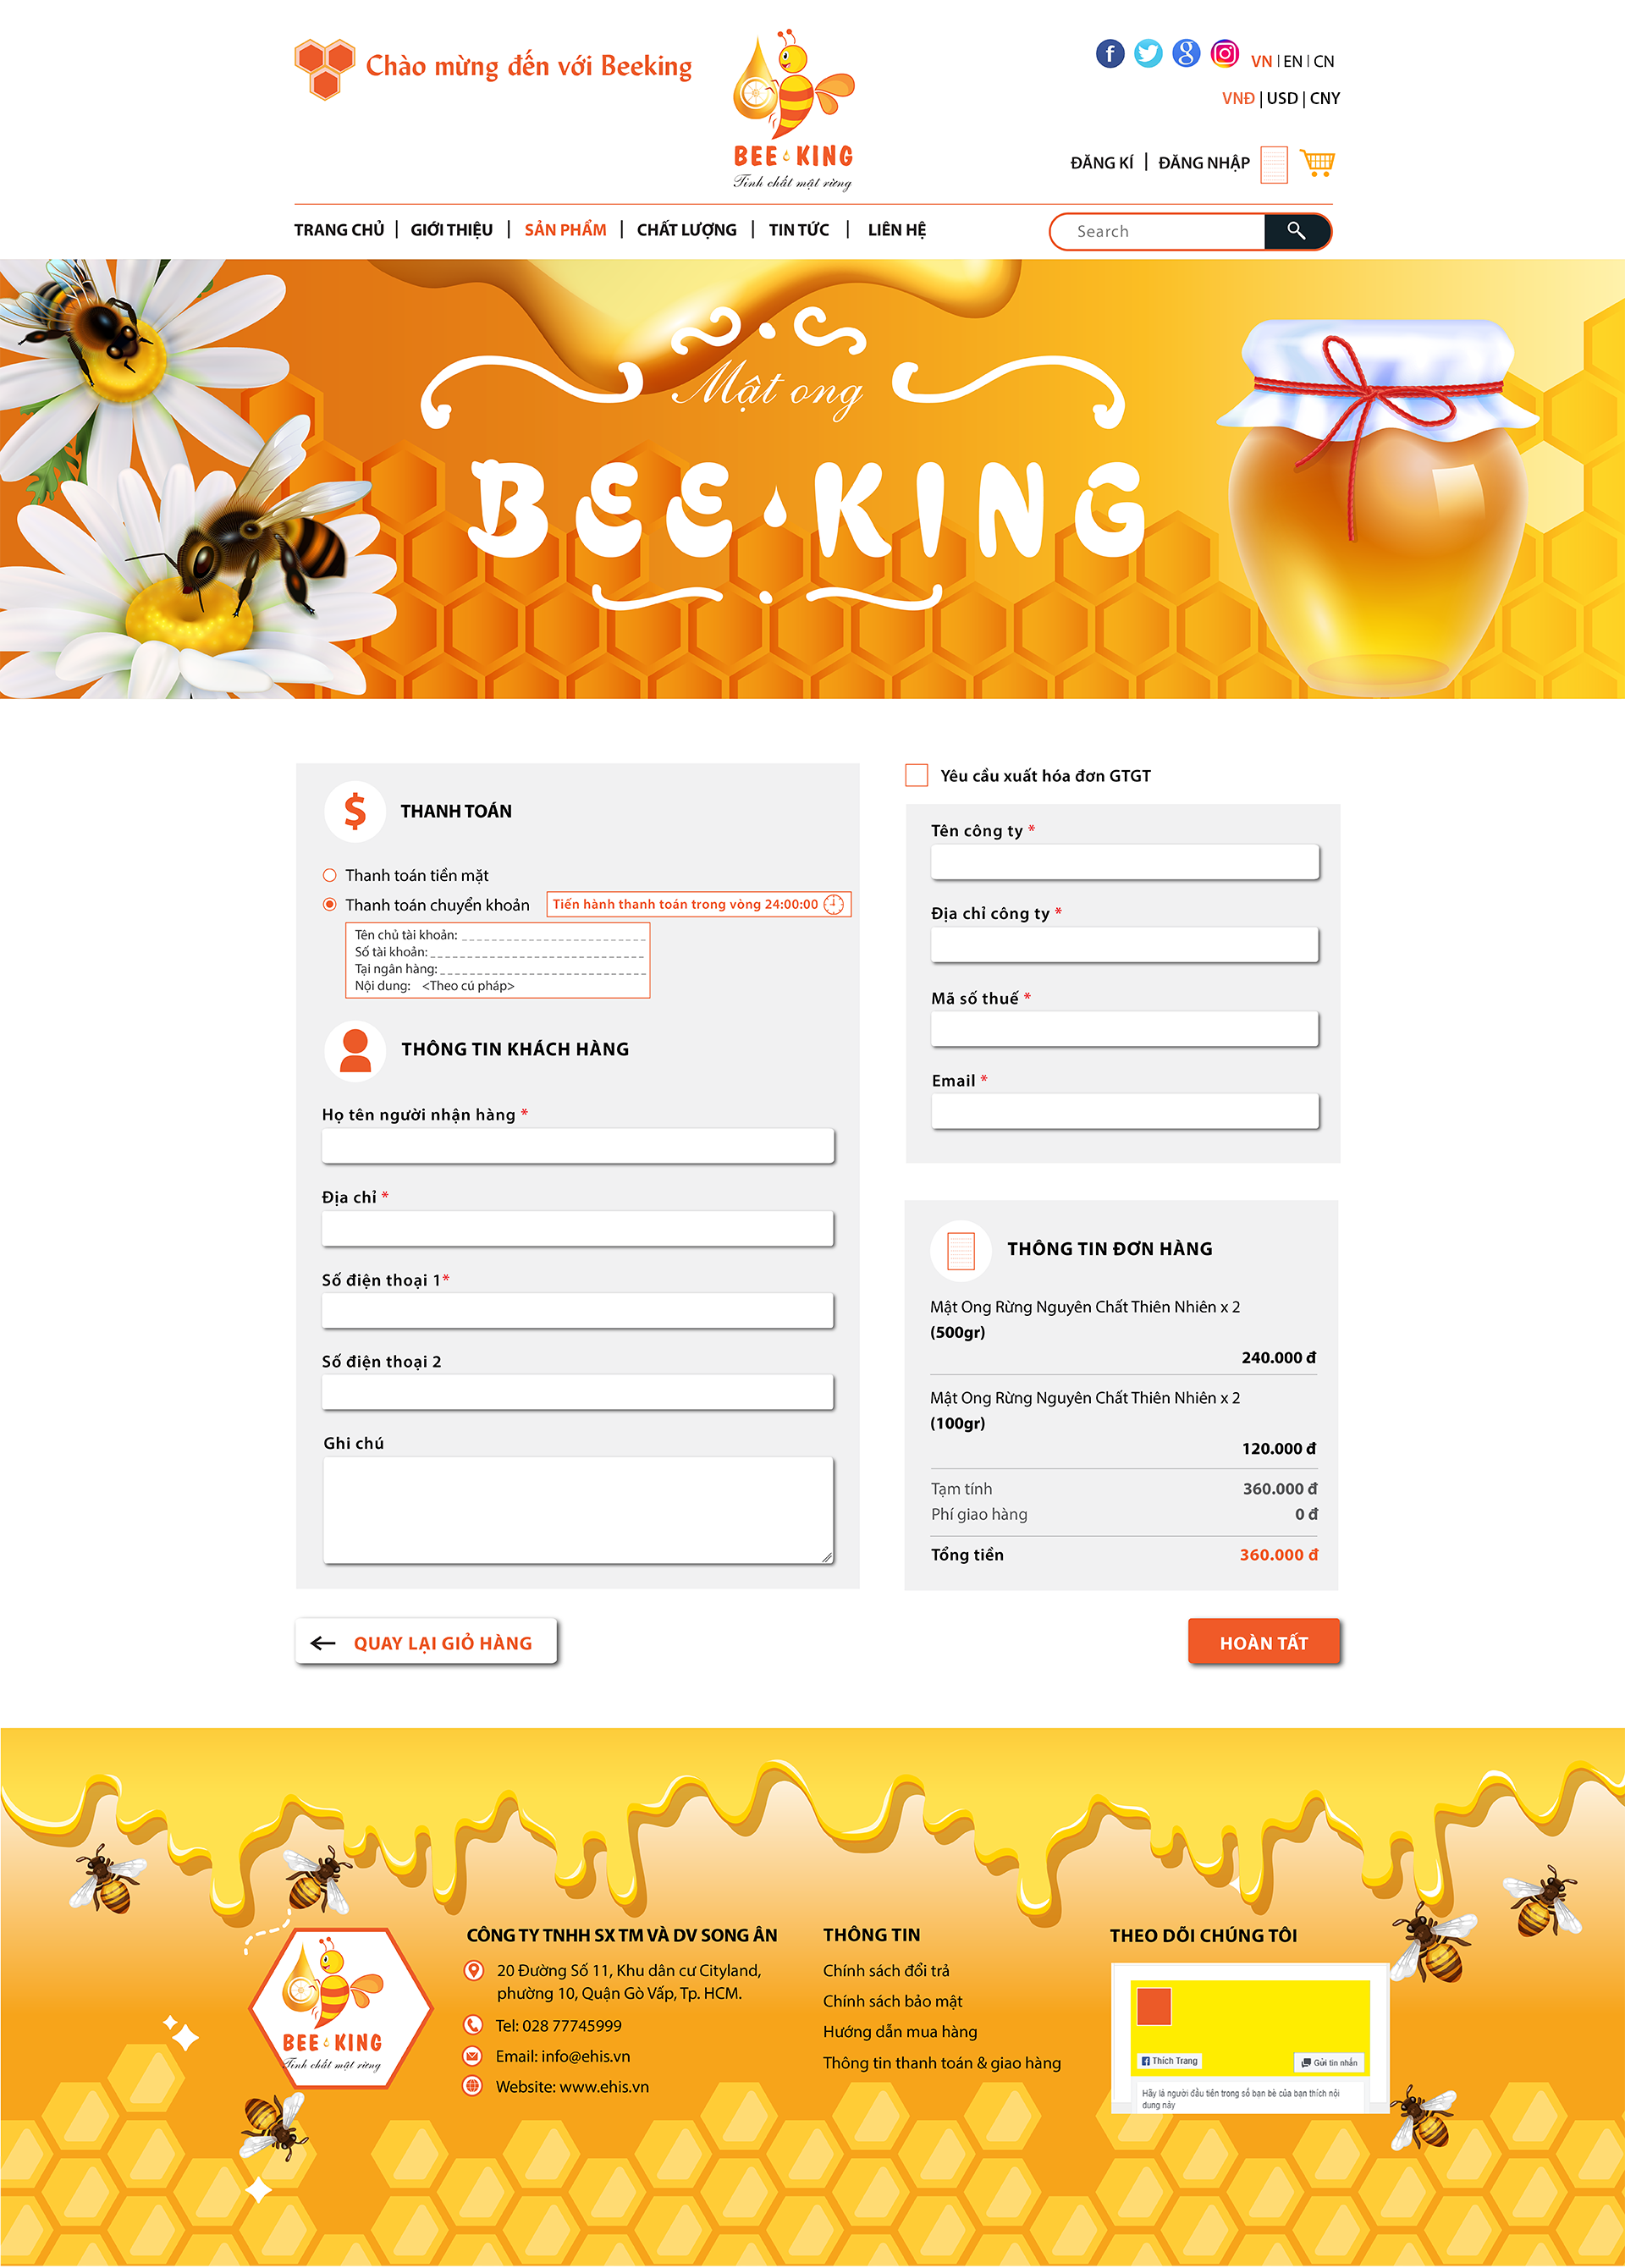 Chào mừng đến với Beeking
BEE KING
Tinh chất mật rừng
f
g
VN | EN | CN
VNĐ | USD | CNY
ĐĂNG KÍ | ĐĂNG NHẬP
TRANG CHỦ | GIỚI THIỆU | SẢN PHẨM | CHẤT LƯỢNG | TIN TỨC | LIÊN HỆ
Search
Mật ong
BEE KING
$ THANH TOÁN
Thanh toán tiền mặt
Thanh toán chuyển khoản
Tiến hành thanh toán trong vòng 24:00:00
Tên chủ tài khoản:
Số tài khoản:
Tại ngân hàng:
Nội dung: <Theo cú pháp>
THÔNG TIN KHÁCH HÀNG
Họ tên người nhận hàng *
Địa chỉ *
Số điện thoại 1*
Số điện thoại 2
Ghi chú
Yêu cầu xuất hóa đơn GTGT
Tên công ty *
Địa chỉ công ty *
Mã số thuế *
Email *
THÔNG TIN ĐƠN HÀNG
Mật Ong Rừng Nguyên Chất Thiên Nhiên x 2
(500gr)
240.000 đ
Mật Ong Rừng Nguyên Chất Thiên Nhiên x 2
(100gr)
120.000 đ
Tạm tính 360.000 đ
Phí giao hàng 0 đ
Tổng tiền 360.000 đ
QUAY LẠI GIỎ HÀNG
HOÀN TẤT
BEE KING
Tinh chất mật rừng
CÔNG TY TNHH SX TM VÀ DV SONG ÂN
20 Đường Số 11, Khu dân cư Cityland,
phường 10, Quận Gò Vấp, Tp. HCM.
Tel: 028 77745999
Email: info@ehis.vn
Website: www.ehis.vn
THÔNG TIN
Chính sách đổi trả
Chính sách bảo mật
Hướng dẫn mua hàng
Thông tin thanh toán & giao hàng
THEO DÕI CHÚNG TÔI
Thích Trang
Gửi tin nhắn
Hãy là người đầu tiên trong số bạn bè của bạn thích nội
dung này